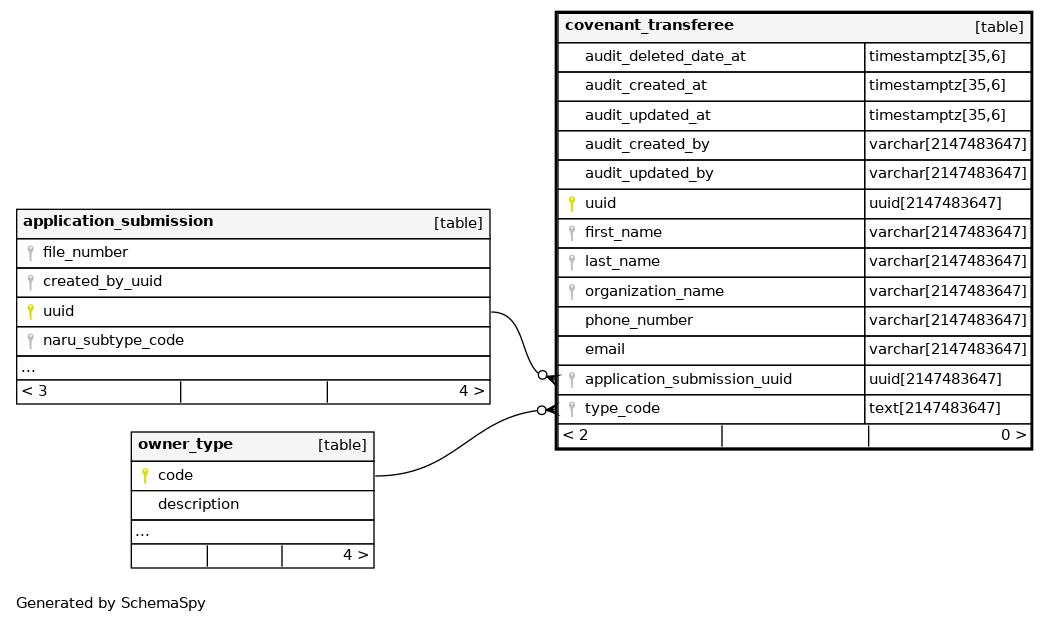 covenant_transferee [table]
audit_deleted_date_at timestamptz[35,6]
audit_created_at timestamptz[35,6]
audit_updated_at timestamptz[35,6]
audit_created_by varchar[2147483647]
audit_updated_by varchar[2147483647]
uuid uuid[2147483647]
first_name varchar[2147483647]
last_name varchar[2147483647]
organization_name varchar[2147483647]
phone_number varchar[2147483647]
email varchar[2147483647]
application_submission_uuid uuid[2147483647]
type_code text[2147483647]
< 2 0 >
application_submission [table]
file_number
created_by_uuid
uuid
naru_subtype_code
...
< 3 4 >
owner_type [table]
code
description
...
4 >
Generated by SchemaSpy